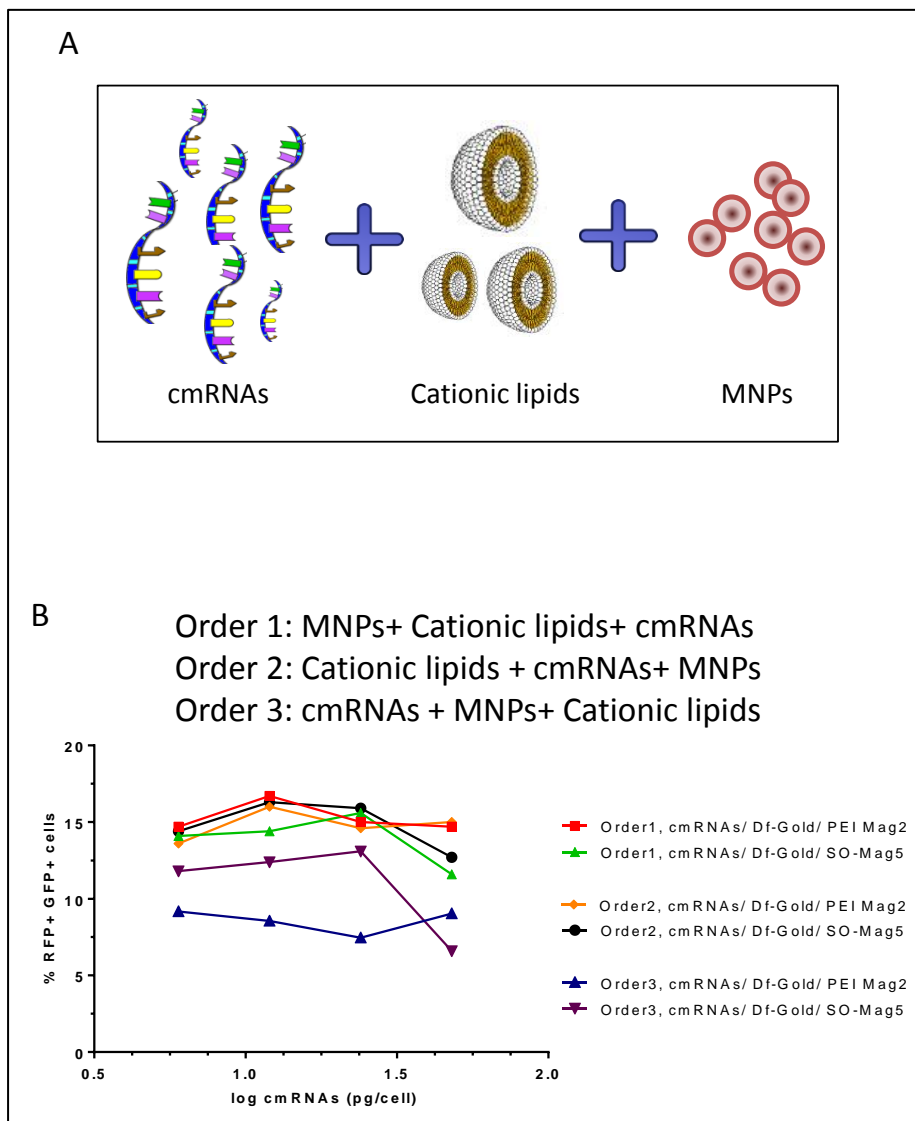 A
cmRNAs
Cationic lipids
MNPs
B
Order 1: MNPs+ Cationic lipids+ cmRNAs
Order 2: Cationic lipids + cmRNAs+ MNPs
Order 3: cmRNAs + MNPs+ Cationic lipids
20
15
10
5
0
% RFP+ GFP+ cells
0.5
1.0
1.5
2.0
log cmRNAs (pg/cell)
Order1, cmRNAs/ Df-Gold/ PEI Mag2
Order1, cmRNAs/ Df-Gold/ SO-Mag5
Order2, cmRNAs/ Df-Gold/ PEI Mag2
Order2, cmRNAs/ Df-Gold/ SO-Mag5
Order3, cmRNAs/ Df-Gold/ PEI Mag2
Order3, cmRNAs/ Df-Gold/ SO-Mag5